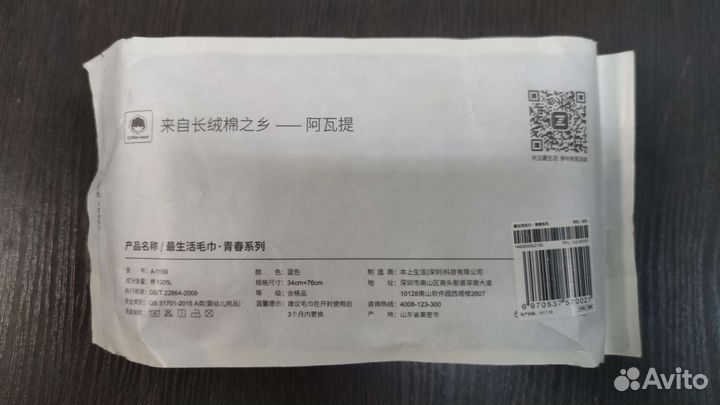 来自长绒棉之乡 —— 阿瓦提
产品名称/最生活毛巾·青春系列
货 号: A-1159
成分含量: 棉100%
执行标准: GB/T 22864-2009
安全类别: GB 31701-2015 A类(婴幼儿用品)
洗涤说明:
颜 色: 蓝色
规格尺寸: 34cm×76cm
等 级: 合格品
温馨提示: 建议毛巾在开封使用后
3个月内更换
制 造 商: 本上生活(深圳)科技有限公司
地 址: 深圳市南山区南头街道深南大道
10128南山软件园西塔楼2607
咨询热线: 4008-123-300
产 地: 山东省高密市
6 970537 570021
Avito